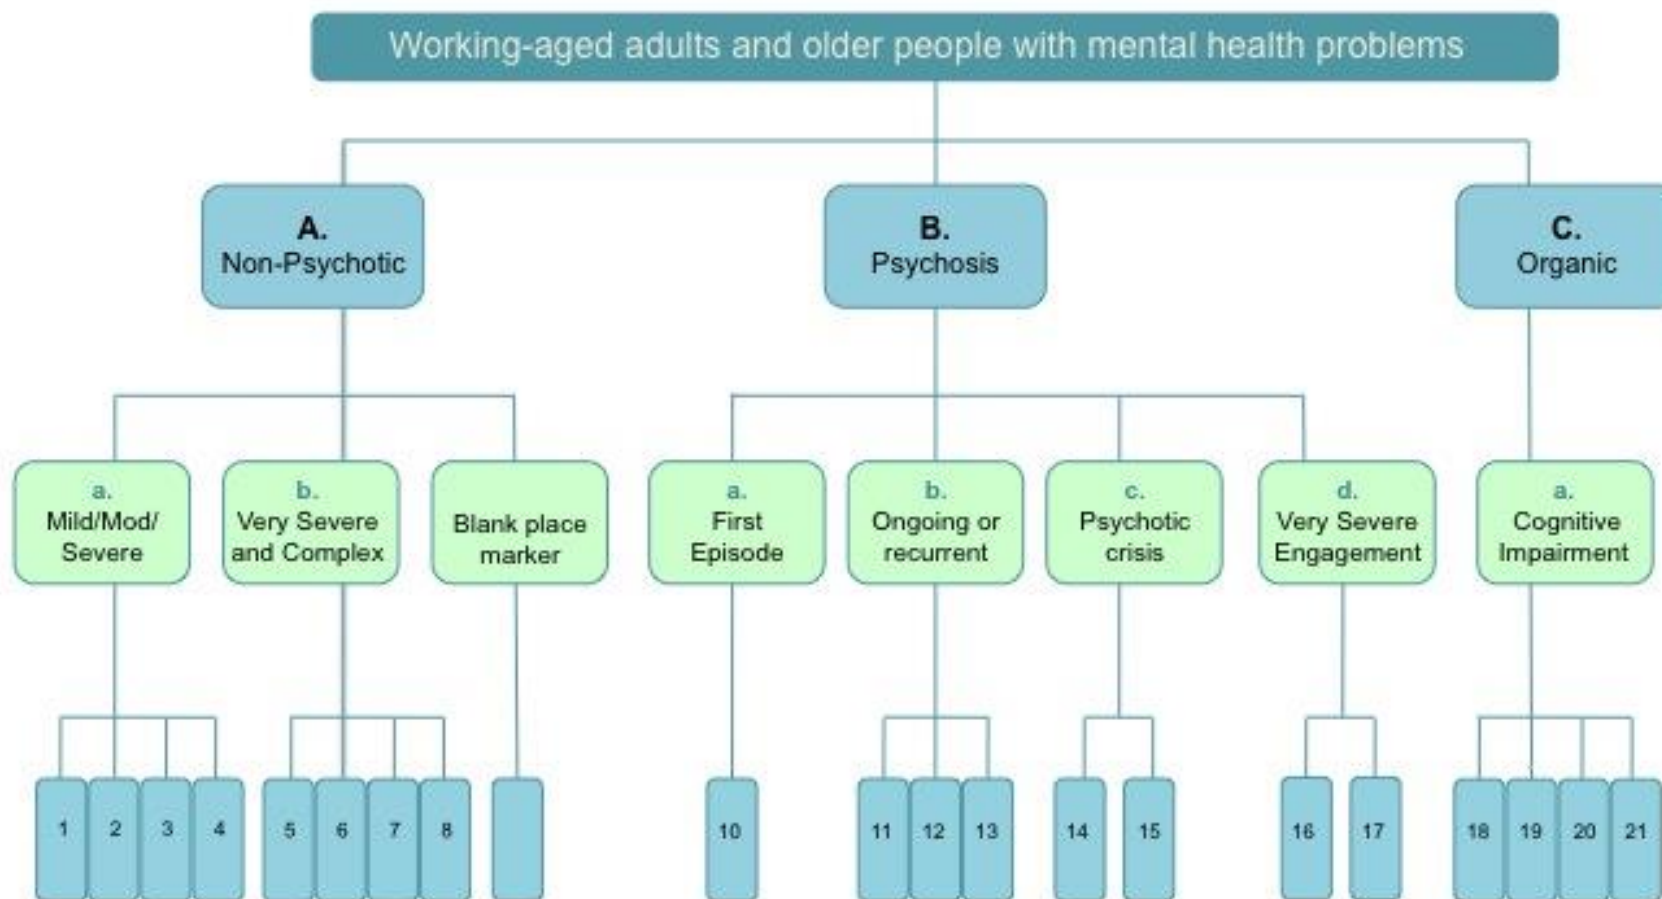 Working-aged adults and older people with mental health problems
A.
Non-Psychotic
B.
Psychosis
C.
Organic
a.
Mild/Mod/
Severe
b.
Very Severe
and Complex
Blank place
marker
a.
First
Episode
b.
Ongoing or
recurrent
c.
Psychotic
crisis
d.
Very Severe
Engagement
a.
Cognitive
Impairment
1
2
3
4
5
6
7
8
10
11
12
13
14
15
16
17
18
19
20
21